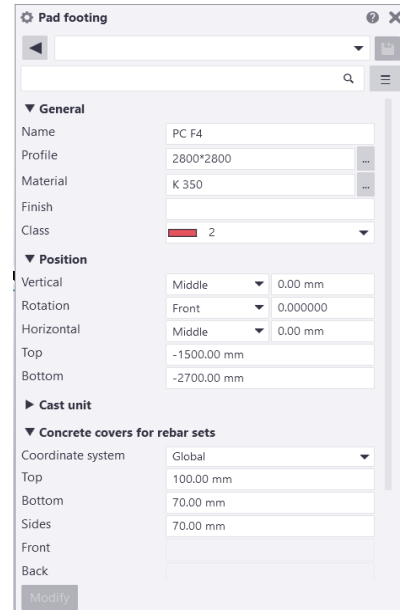 Pad footing
General
Name PC F4
Profile 2800*2800 ...
Material K 350 ...
Finish
Class 2
Position
Vertical Middle 0.00 mm
Rotation Front 0.000000
Horizontal Middle 0.00 mm
Top -1500.00 mm
Bottom -2700.00 mm
Cast unit
Concrete covers for rebar sets
Coordinate system Global
Top 100.00 mm
Bottom 70.00 mm
Sides 70.00 mm
Front
Back
Modify